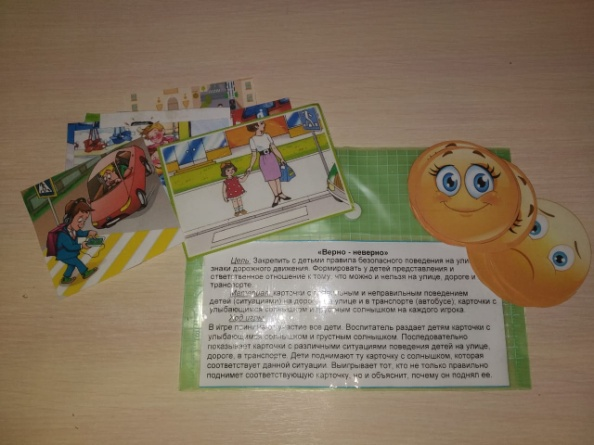 «Верно - неверно»
Цель: Закрепить с детьми правила безопасного поведения на ули
знаки дорожного движения. Формировать у детей представления и
ответственное отношение к тому, что можно и нельзя на улице, дороге и
транспорте.
карточки с правильным и неправильным поведением
детей (ситуациями) на дороге, улице и в транспорте (автобусе); карточки с
улыбающимся солнышком и грустным солнышком на каждого игрока.
Ход игры:
В игре принимают участие все дети. Воспитатель раздает детям карточки с
улыбающимся солнышком и грустным солнышком. Последовательно
показывает карточки с различными ситуациями поведения детей на улице,
дороге, в транспорте. Дети поднимают ту карточку с солнышком, которая
соответствует данной ситуации. Выигрывает тот, кто не только правильно
поднимет соответствующую карточку, но и объяснит, почему он поднял ее.